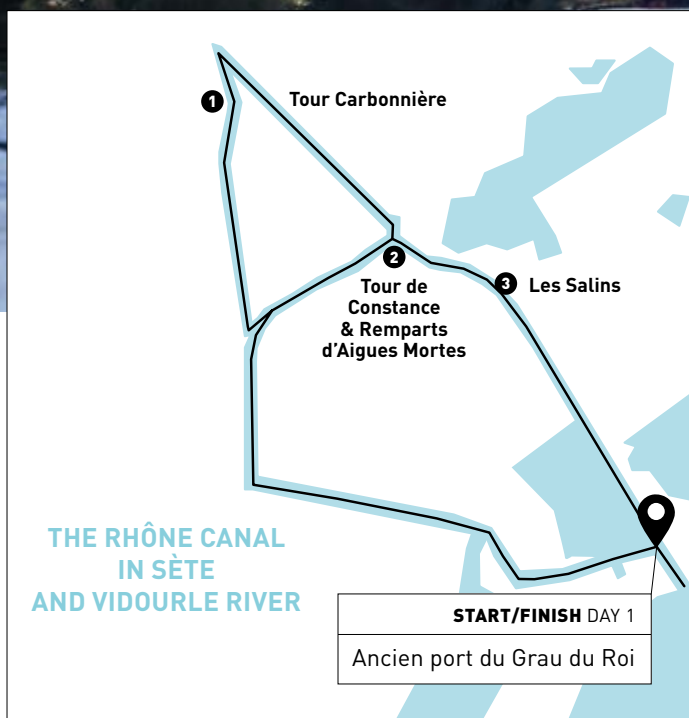 1
Tour Carbonnière
2
Tour de
Constance
& Remparts
d'Aigues Mortes
3
Les Salins
THE RHÔNE CANAL
IN SÈTE
AND VIDOURLE RIVER
START/FINISH DAY 1
Ancien port du Grau du Roi